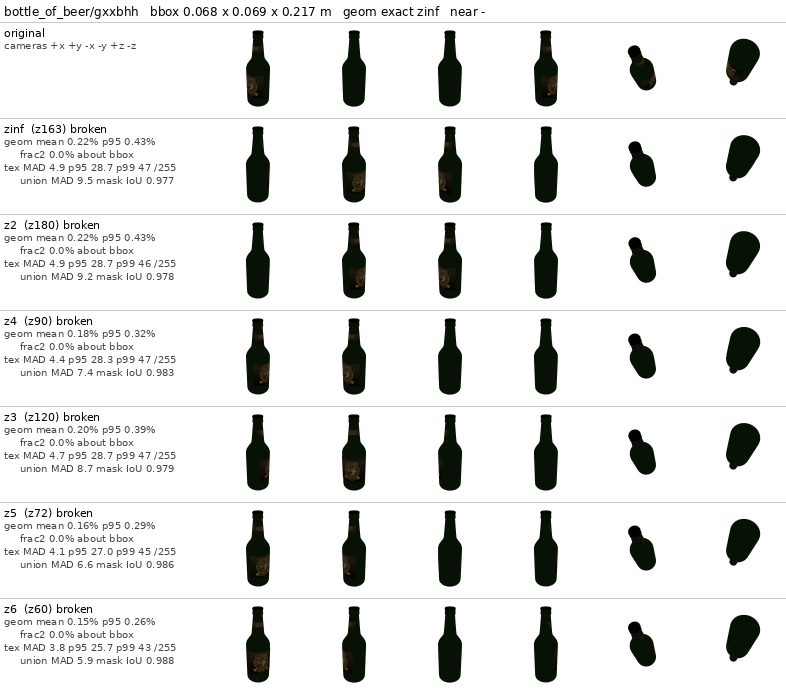 bottle_of_beer/gxxbhh bbox 0.068 x 0.069 x 0.217 m geom exact zinf near -
original
cameras +x +y -x -y +z -z
zinf (z163) broken
geom mean 0.22% p95 0.43%
frac2 0.0% about bbox
tex MAD 4.9 p95 28.7 p99 47 /255
union MAD 9.5 mask IoU 0.977
z2 (z180) broken
geom mean 0.22% p95 0.43%
frac2 0.0% about bbox
tex MAD 4.9 p95 28.7 p99 46 /255
union MAD 9.2 mask IoU 0.978
z4 (z90) broken
geom mean 0.18% p95 0.32%
frac2 0.0% about bbox
tex MAD 4.4 p95 28.3 p99 47 /255
union MAD 7.4 mask IoU 0.983
z3 (z120) broken
geom mean 0.20% p95 0.39%
frac2 0.0% about bbox
tex MAD 4.7 p95 28.7 p99 47 /255
union MAD 8.7 mask IoU 0.979
z5 (z72) broken
geom mean 0.16% p95 0.29%
frac2 0.0% about bbox
tex MAD 4.1 p95 27.0 p99 45 /255
union MAD 6.6 mask IoU 0.986
z6 (z60) broken
geom mean 0.15% p95 0.26%
frac2 0.0% about bbox
tex MAD 3.8 p95 25.7 p99 43 /255
union MAD 5.9 mask IoU 0.988